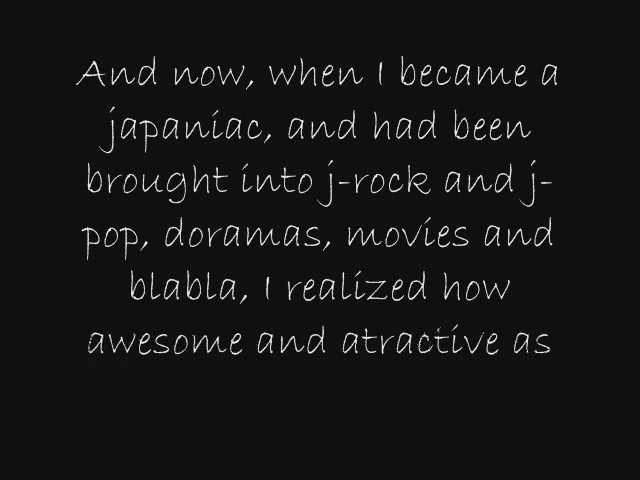 And now, when I became a
japaniac, and had been
brought into j-rock and j-
pop, doramas, movies and
blabla, I realized how
awesome and atractive as